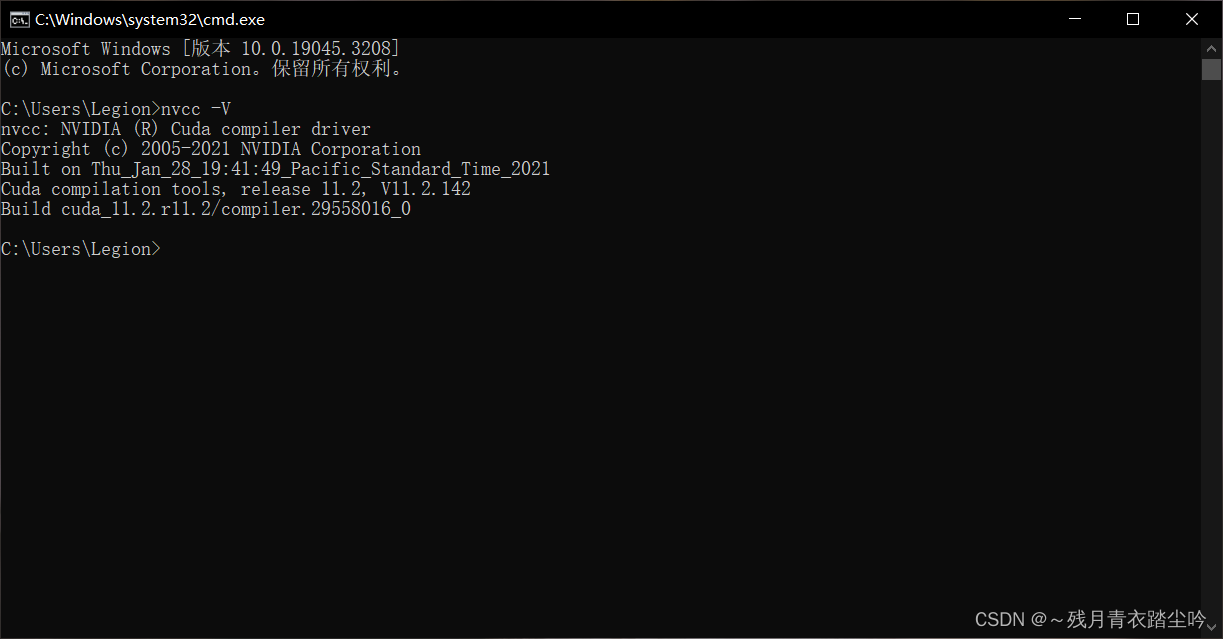 C:\Windows\system32\cmd.exe
Microsoft Windows [版本 10.0.19045.3208]
(c) Microsoft Corporation。保留所有权利。
C:\Users\Legion>nvcc -V
nvcc: NVIDIA (R) Cuda compiler driver
Copyright (c) 2005-2021 NVIDIA Corporation
Built on Thu_Jan_28_19:41:49_Pacific_Standard_Time_2021
Cuda compilation tools, release 11.2, V11.2.142
Build cuda_11.2.r11.2/compiler.29558016_0
C:\Users\Legion>
CSDN @～残月青衣踏尘吟